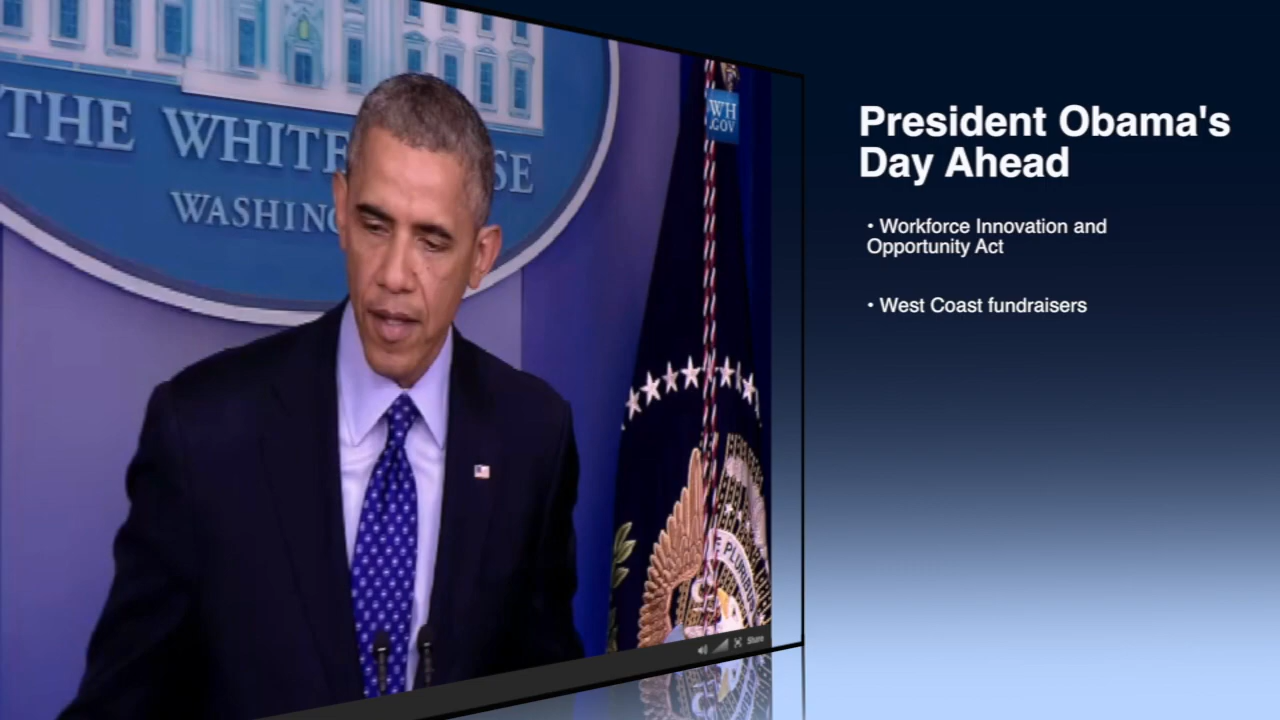 THE WHITE
SE
WASHING
WH
.GOV
President Obama's
Day Ahead
• Workforce Innovation and
Opportunity Act
• West Coast fundraisers
E PLURIBUS
Share